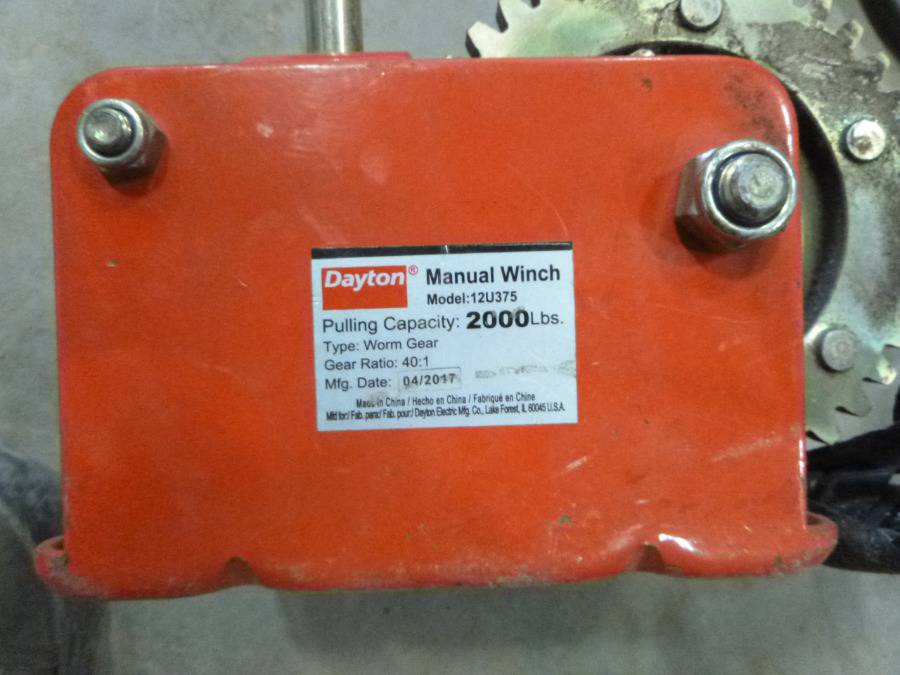 Dayton® Manual Winch
Model:12U375
Pulling Capacity: 2000Lbs.
Type: Worm Gear
Gear Ratio: 40:1
Mfg. Date: 04/2017
Made in China / Hecho en China / Fabriqué en Chine
Mfd for:/ Fab. para:/ Fab. pour:/ Dayton Electric Mfg. Co., Lake Forest, IL 60045 U.S.A.